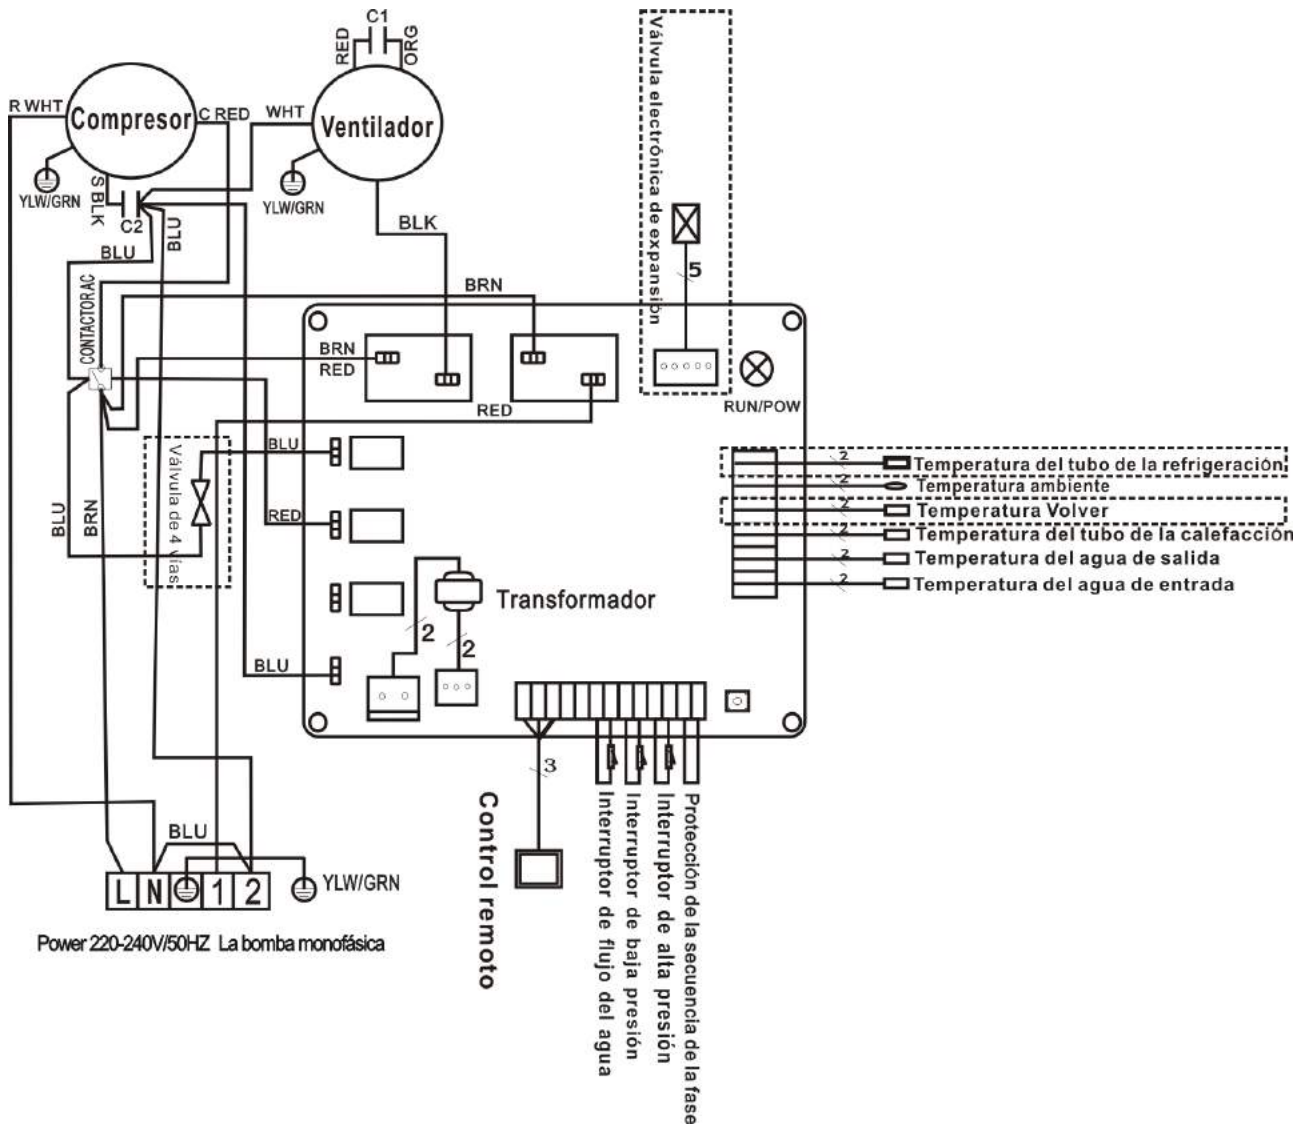 C1
RED
ORG
R WHT
Compresor
C RED
WHT
Ventilador
YLW/GRN
S BLK
C2
BLU
YLW/GRN
BLK
BLU
CONTACTORAC
BRN
BRN
RED
RED
Válvula electrónica de expansión
5
RUN/POW
Válvula de 4 vías
BLU
RED
BLU
BRN
BLU
Transformador
2
2
2
Temperatura del tubo de la refrigeración
2
Temperatura ambiente
2
Temperatura Volver
2
Temperatura del tubo de la calefacción
2
Temperatura del agua de salida
2
Temperatura del agua de entrada
3
Control remoto
Interruptor de flujo del agua
Interruptor de baja presión
Interruptor de alta presión
Protección de la secuencia de la fase
BLU
L N 1 2
YLW/GRN
Power 220-240V/50HZ La bomba monofásica